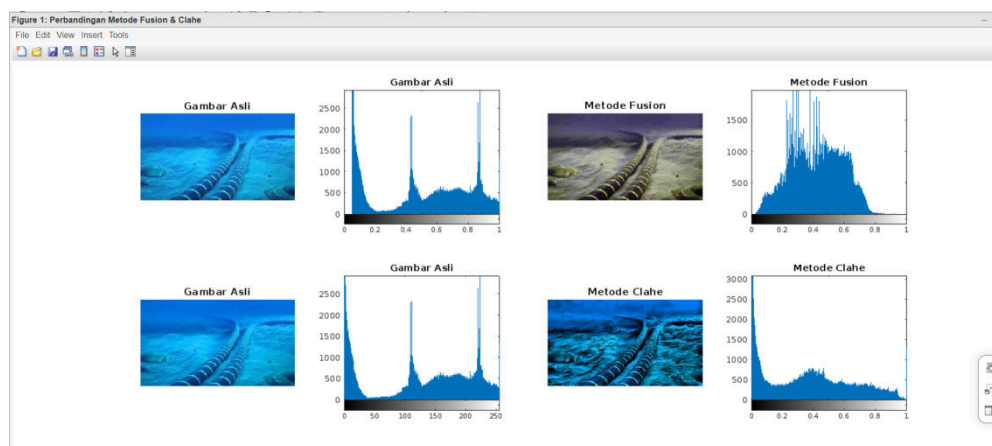 Figure 1: Perbandingan Metode Fusion & Clahe
File Edit View Insert Tools
Gambar Asli
Gambar Asli
2500
2000
1500
1000
500
0
0 0.2 0.4 0.6 0.8 1
Metode Fusion
Metode Fusion
1500
1000
500
0
0 0.2 0.4 0.6 0.8 1
Gambar Asli
Gambar Asli
2500
2000
1500
1000
500
0
0 50 100 150 200 250
Metode Clahe
Metode Clahe
3000
2500
2000
1500
1000
500
0
0 0.2 0.4 0.6 0.8 1